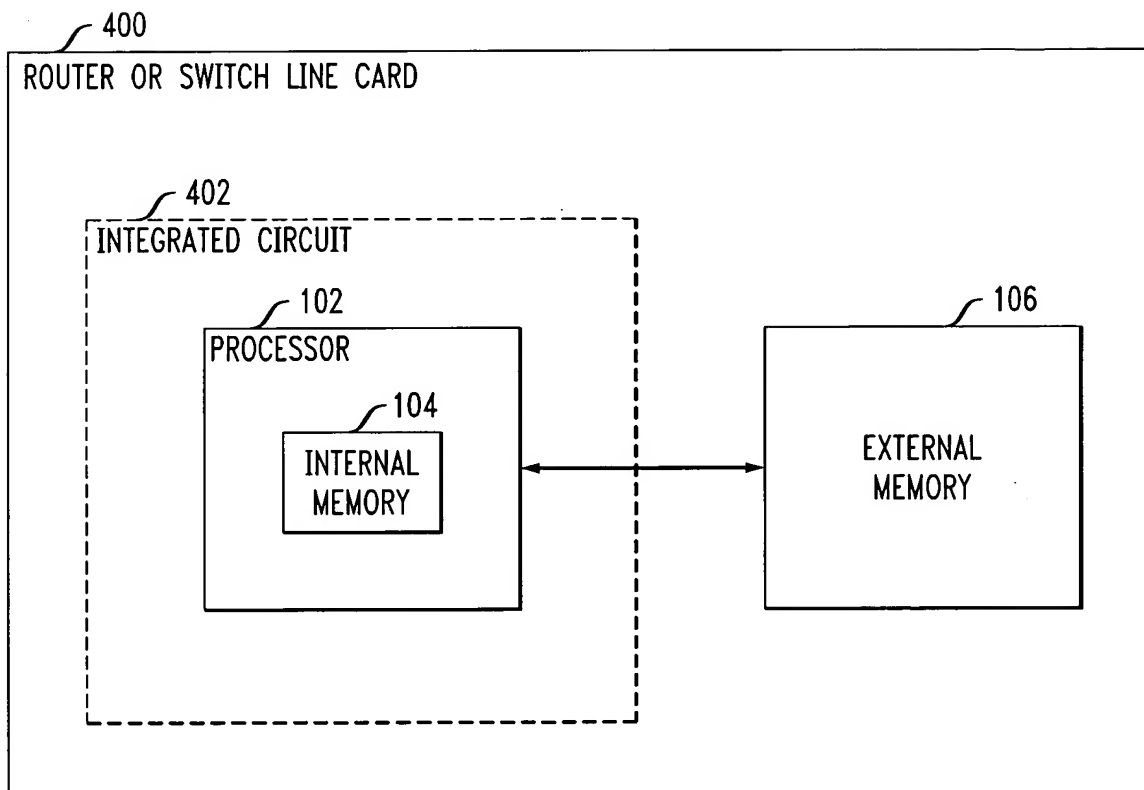 400
ROUTER OR SWITCH LINE CARD
402
INTEGRATED CIRCUIT
102
PROCESSOR
104
INTERNAL
MEMORY
106
EXTERNAL
MEMORY